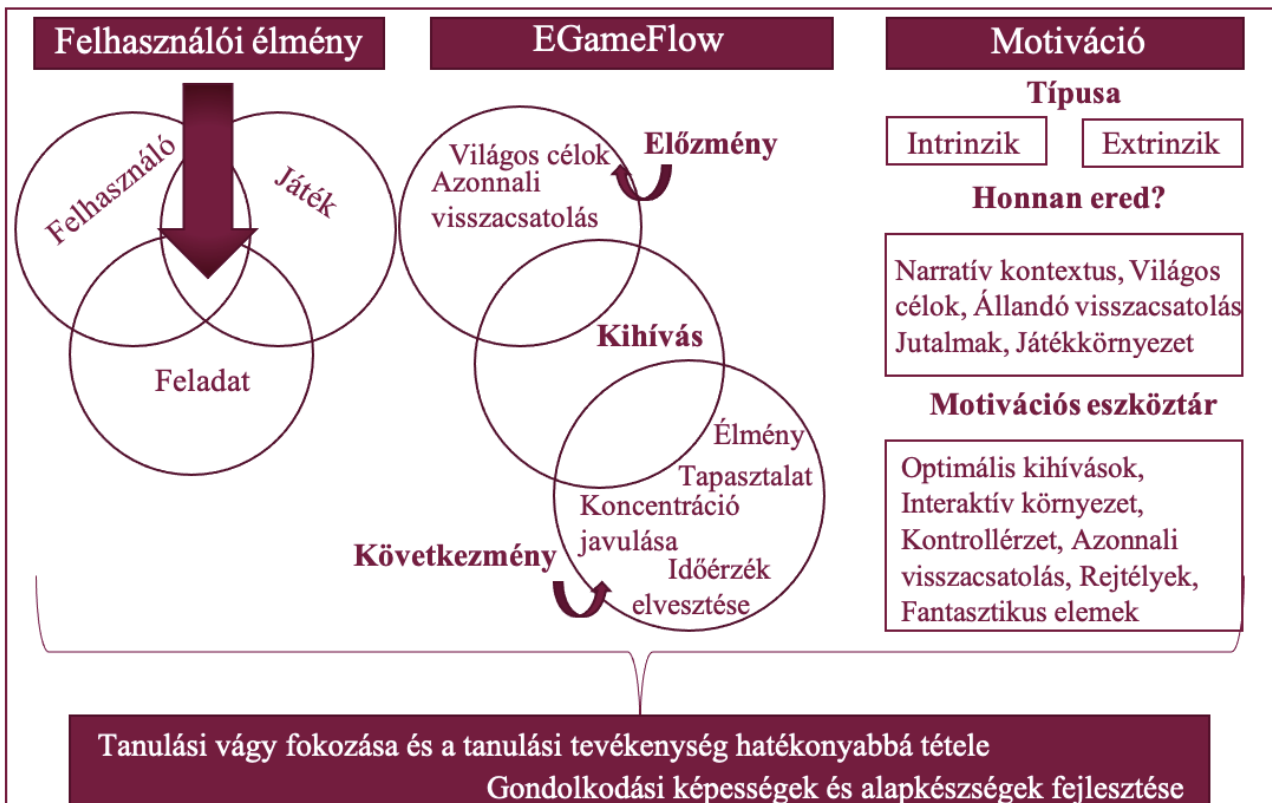 Felhasználói élmény
Felhasználó
Játék
Feladat
EGameFlow
Világos célok
Azonnali
visszacsatolás
Előzmény
Kihívás
Élmény
Tapasztalat
Koncentráció
javulása
Időérzék
elvesztése
Következmény
Motiváció
Típusa
Intrinzik
Extrinzik
Honnan ered?
Narratív kontextus, Világos
célok, Állandó visszacsatolás
Jutalmak, Játékkörnyezet
Motivációs eszköztár
Optimális kihívások,
Interaktív környezet,
Kontrollérzet, Azonnali
visszacsatolás, Rejtélyek,
Fantasztikus elemek
Tanulási vágy fokozása és a tanulási tevékenység hatékonyabbá tétele
Gondolkodási képességek és alapkészségek fejlesztése